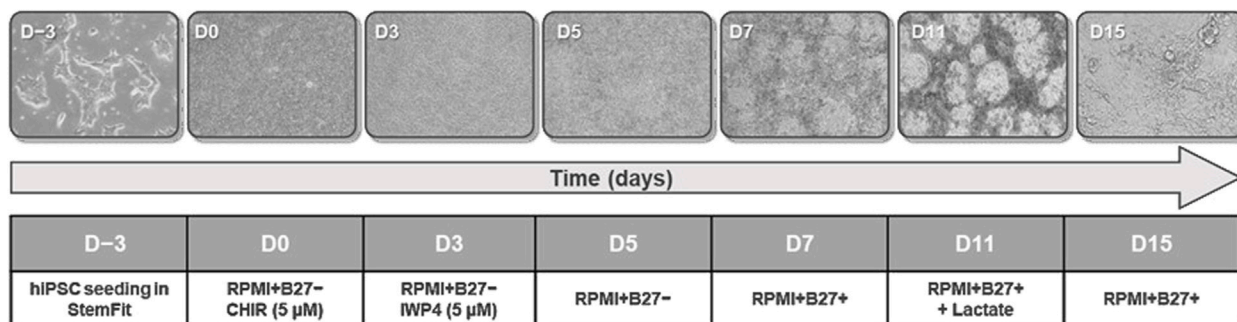 D−3
D0
D3
D5
D7
D11
D15
Time (days)
D−3
D0
D3
D5
D7
D11
D15
hIPSC seeding in
StemFit
RPMI+B27−
CHIR (5 µM)
RPMI+B27−
IWP4 (5 µM)
RPMI+B27−
RPMI+B27+
RPMI+B27+
+ Lactate
RPMI+B27+